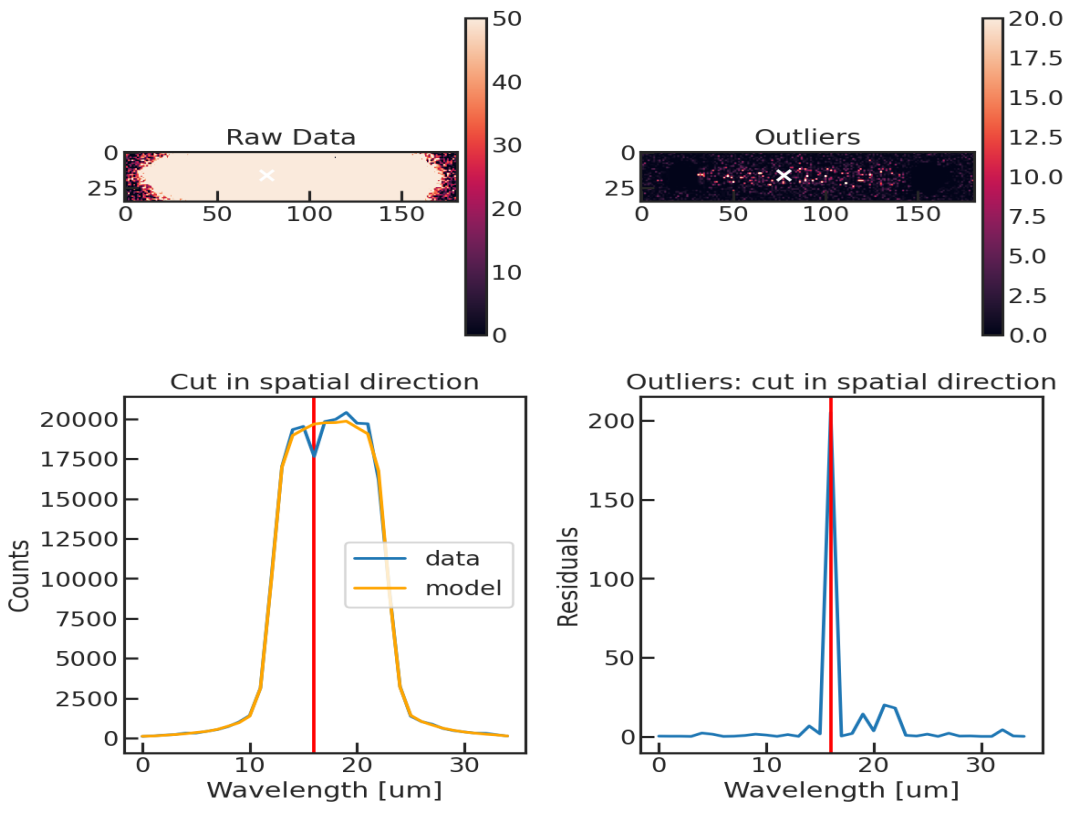 Raw Data
0
25
0 50 100 150
50
40
30
20
10
0
Outliers
0
25
0 50 100 150
20.0
17.5
15.0
12.5
10.0
7.5
5.0
2.5
0.0
Cut in spatial direction
Counts
20000
17500
15000
12500
10000
7500
5000
2500
0
data
model
0 10 20 30
Wavelength [um]
Outliers: cut in spatial direction
Residuals
200
150
100
50
0
0 10 20 30
Wavelength [um]